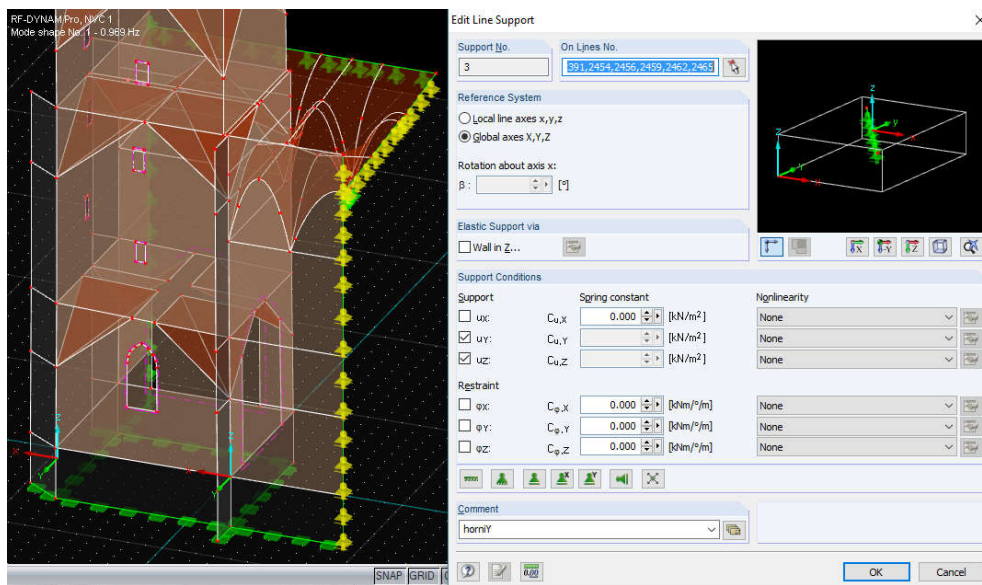 RF-DYNAM Pro, NVC 1
Mode shape No. 1 - 0.969 Hz
Z
X
Y
Z
X
Y
SNAP GRID
Edit Line Support
Support No.
3
On Lines No.
391,2454,2456,2459,2462,2465
Reference System
Local line axes x,y,z
Global axes X,Y,Z
Rotation about axis x:
β : [°]
Elastic Support via
Wall in Z...
Z
Y
X
z
y
x
X -Y Z
Support Conditions
Support Spring constant Nonlinearity
uX: Cu,X 0.000 [kN/m²] None
uY: Cu,Y [kN/m²] None
uZ: Cu,Z [kN/m²] None
Restraint
φX: Cφ,X 0.000 [kNm/°/m] None
φY: Cφ,Y 0.000 [kNm/°/m] None
φZ: Cφ,Z 0.000 [kNm/°/m] None
X Y
Comment
horniY
0.00
OK Cancel